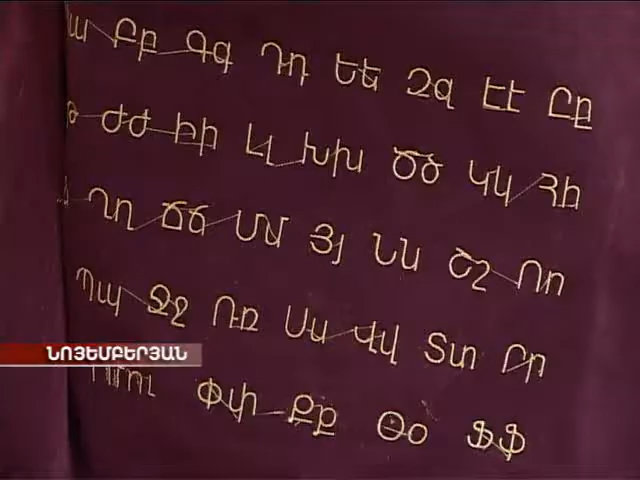 ա Բբ Գգ Դդ Եե Զզ Էէ Ըը
թ Ժժ Իի Լլ Խխ Ծծ Կկ Հհ
Ղղ Ճճ Մմ Յյ Նն Շշ Ոո
Պպ Ջջ Ռռ Սս Վվ Տտ Րր
ՆՈՅԵՄԲԵՐՅԱՆ
Փփ Քք Օօ Ֆֆ